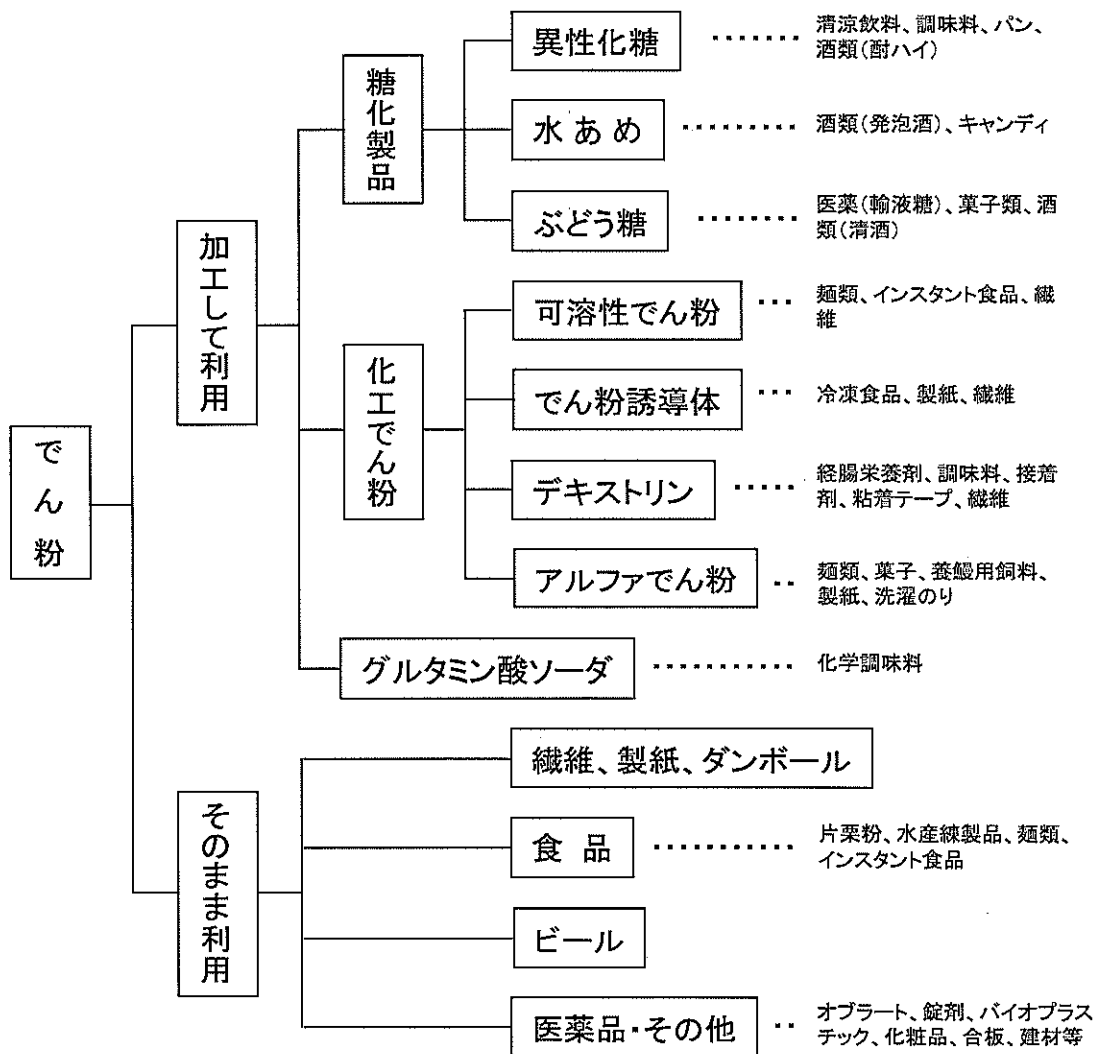 でん粉
加工して利用
糖化製品
異性化糖
清涼飲料、調味料、パン、
酒類(酎ハイ)
水あめ
酒類(発泡酒)、キャンディ
ぶどう糖
医薬(輸液糖)、菓子類、酒
類(清酒)
化工でん粉
可溶性でん粉
麺類、インスタント食品、繊
維
でん粉誘導体
冷凍食品、製紙、繊維
デキストリン
経腸栄養剤、調味料、接着
剤、粘着テープ、繊維
アルファでん粉
麺類、菓子、養鰻用飼料、
製紙、洗濯のり
グルタミン酸ソーダ
化学調味料
そのまま利用
繊維、製紙、ダンボール
食品
片栗粉、水産練製品、麺類、
インスタント食品
ビール
医薬品・その他
オブラート、錠剤、バイオプラス
チック、化粧品、合板、建材等